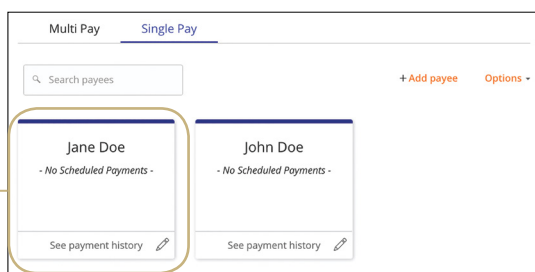 Multi Pay
Single Pay
Search payees
+ Add payee
Options
Jane Doe
- No Scheduled Payments -
See payment history
John Doe
- No Scheduled Payments -
See payment history